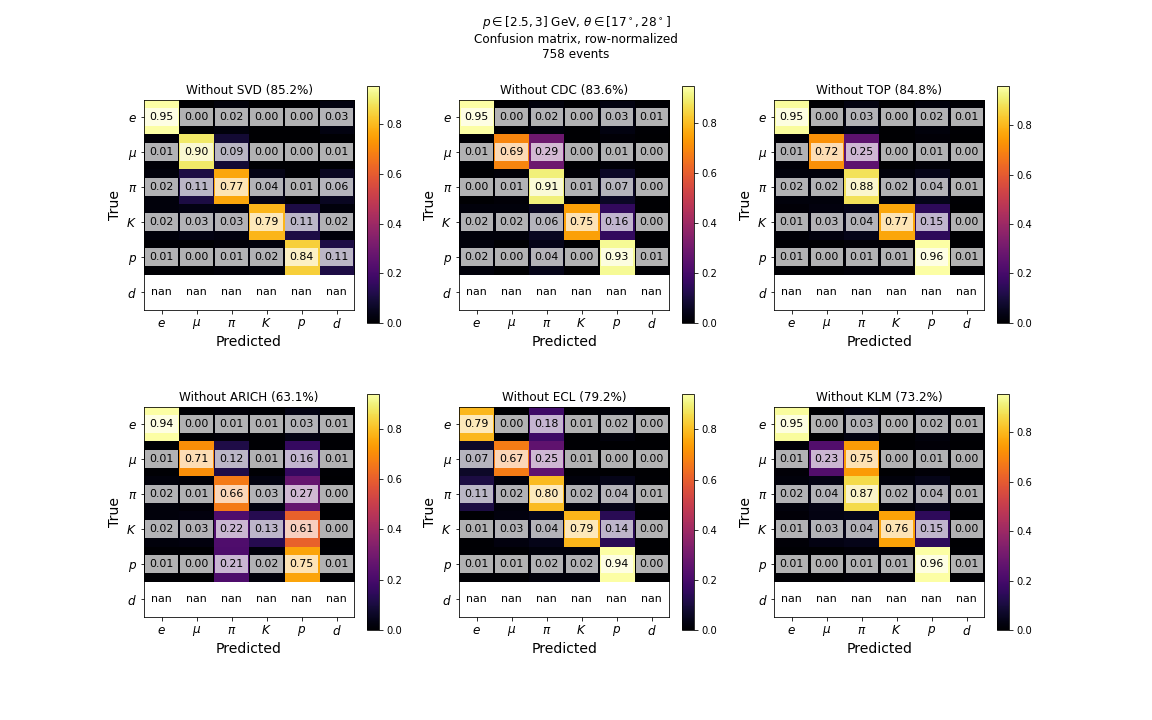 p ∈ [2.5, 3] GeV, θ ∈ [17°, 28°]
Confusion matrix, row-normalized
758 events
Without SVD (85.2%)
True
e 0.95 0.00 0.02 0.00 0.00 0.03
μ 0.01 0.90 0.09 0.00 0.00 0.01
π 0.02 0.11 0.77 0.04 0.01 0.06
K 0.02 0.03 0.03 0.79 0.11 0.02
p 0.01 0.00 0.01 0.02 0.84 0.11
d nan nan nan nan nan nan
e μ π K p d
Predicted
0.8
0.6
0.4
0.2
0.0
Without CDC (83.6%)
True
e 0.95 0.00 0.02 0.00 0.03 0.01
μ 0.01 0.69 0.29 0.00 0.01 0.00
π 0.00 0.01 0.91 0.01 0.07 0.00
K 0.02 0.02 0.06 0.75 0.16 0.00
p 0.02 0.00 0.04 0.00 0.93 0.01
d nan nan nan nan nan nan
e μ π K p d
Predicted
0.8
0.6
0.4
0.2
0.0
Without TOP (84.8%)
True
e 0.95 0.00 0.03 0.00 0.02 0.01
μ 0.01 0.72 0.25 0.00 0.01 0.00
π 0.02 0.02 0.88 0.02 0.04 0.01
K 0.01 0.03 0.04 0.77 0.15 0.00
p 0.01 0.00 0.01 0.01 0.96 0.01
d nan nan nan nan nan nan
e μ π K p d
Predicted
0.8
0.6
0.4
0.2
0.0
Without ARICH (63.1%)
True
e 0.94 0.00 0.01 0.01 0.03 0.01
μ 0.01 0.71 0.12 0.01 0.16 0.01
π 0.02 0.01 0.66 0.03 0.27 0.00
K 0.02 0.03 0.22 0.13 0.61 0.00
p 0.01 0.00 0.21 0.02 0.75 0.01
d nan nan nan nan nan nan
e μ π K p d
Predicted
0.8
0.6
0.4
0.2
0.0
Without ECL (79.2%)
True
e 0.79 0.00 0.18 0.01 0.02 0.00
μ 0.07 0.67 0.25 0.01 0.00 0.00
π 0.11 0.02 0.80 0.02 0.04 0.01
K 0.01 0.03 0.04 0.79 0.14 0.00
p 0.01 0.01 0.02 0.02 0.94 0.00
d nan nan nan nan nan nan
e μ π K p d
Predicted
0.8
0.6
0.4
0.2
0.0
Without KLM (73.2%)
True
e 0.95 0.00 0.03 0.00 0.02 0.01
μ 0.01 0.23 0.75 0.00 0.01 0.00
π 0.02 0.04 0.87 0.02 0.04 0.01
K 0.01 0.03 0.04 0.76 0.15 0.00
p 0.01 0.00 0.01 0.01 0.96 0.01
d nan nan nan nan nan nan
e μ π K p d
Predicted
0.8
0.6
0.4
0.2
0.0